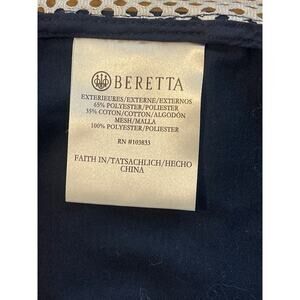 BERETTA
EXTERIEURES/EXTERNE/EXTERNOS
65% POLYESTER/POLIESTER
35% COTON/COTTON/ALGODÓN
MESH/MALLA
100% POLYESTER/POLIESTER
RN #103833
FAITH IN/TATSACHLICH/HECHO
CHINA